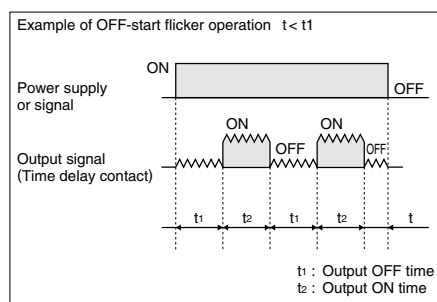 Example of OFF-start flicker operation t < t1
ON
Power supply
or signal
OFF
ON
OFF
ON
OFF
Output signal
(Time delay contact)
t1 t2 t1 t2 t
t1 : Output OFF time
t2 : Output ON time